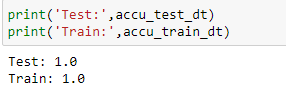 print('Test:',accu_test_dt)
print('Train:',accu_train_dt)
Test: 1.0
Train: 1.0